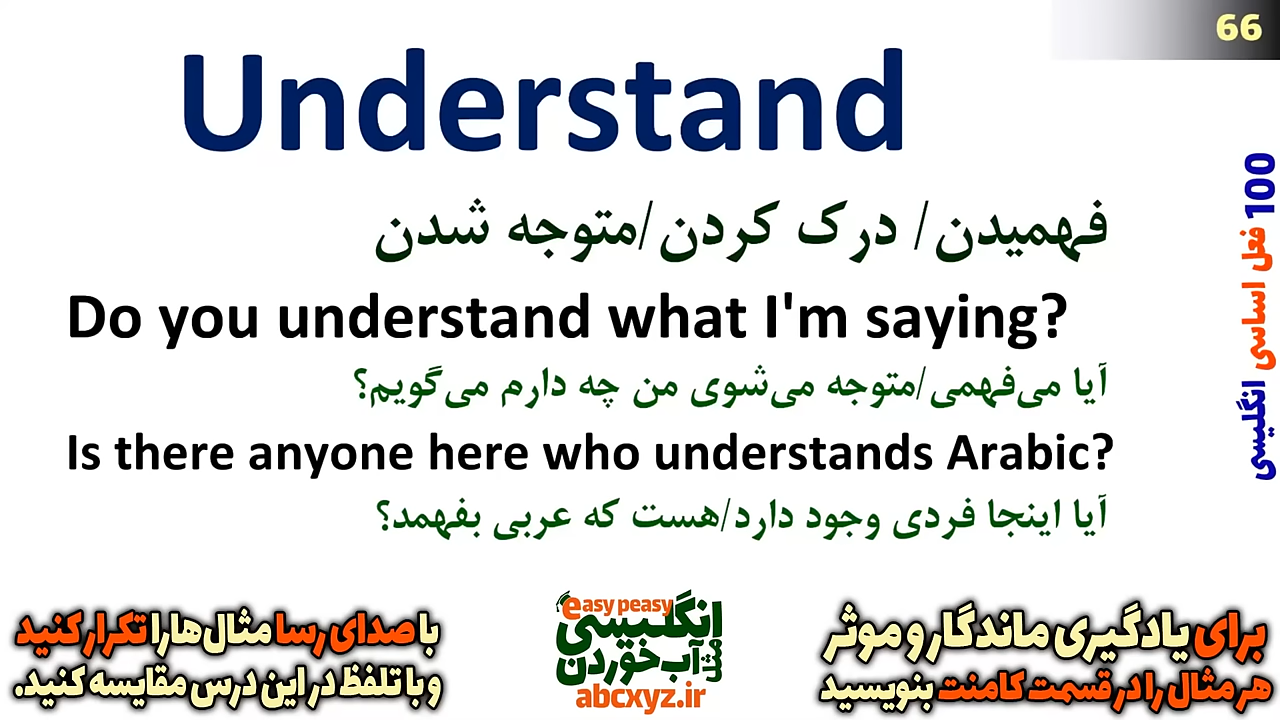 66
Understand
فهمیدن/ درک کردن/متوجه شدن
Do you understand what I'm saying?
آیا می‌فهمی/متوجه می‌شوی من چه دارم می‌گویم؟
Is there anyone here who understands Arabic?
آیا اینجا فردی وجود دارد/هست که عربی بفهمد؟
100 فعل اساسی انگلیسی
برای یادگیری ماندگار و موثر
هر مثال را در قسمت کامنت بنویسید
easy peasy
انگلیسی
مثل آب خوردن
abcxyz.ir
با صدای رسا مثال‌ها را تکرار کنید
و با تلفظ در این درس مقایسه کنید.